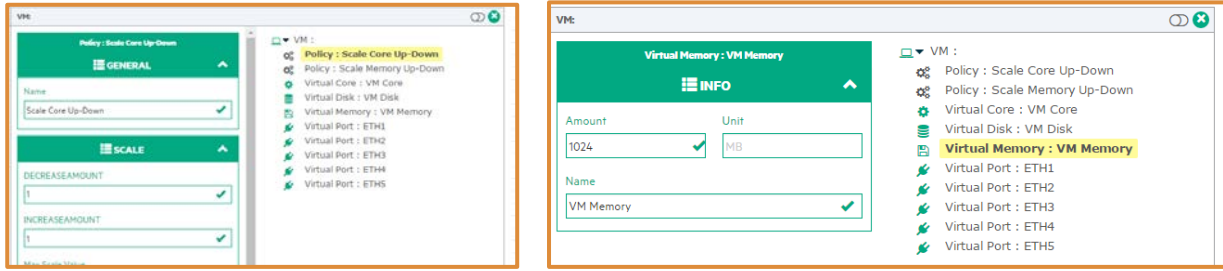 VM:
Policy : Scale Core Up-Down
GENERAL
Name
Scale Core Up-Down
SCALE
DECREASEAMOUNT
1
INCREASEAMOUNT
1
Max Scale Value
VM :
Policy : Scale Core Up-Down
Policy : Scale Memory Up-Down
Virtual Core : VM Core
Virtual Disk : VM Disk
Virtual Memory : VM Memory
Virtual Port : ETH1
Virtual Port : ETH2
Virtual Port : ETH3
Virtual Port : ETH4
Virtual Port : ETH5
VM:
Virtual Memory : VM Memory
INFO
Amount Unit
1024 MB
Name
VM Memory
VM :
Policy : Scale Core Up-Down
Policy : Scale Memory Up-Down
Virtual Core : VM Core
Virtual Disk : VM Disk
Virtual Memory : VM Memory
Virtual Port : ETH1
Virtual Port : ETH2
Virtual Port : ETH3
Virtual Port : ETH4
Virtual Port : ETH5